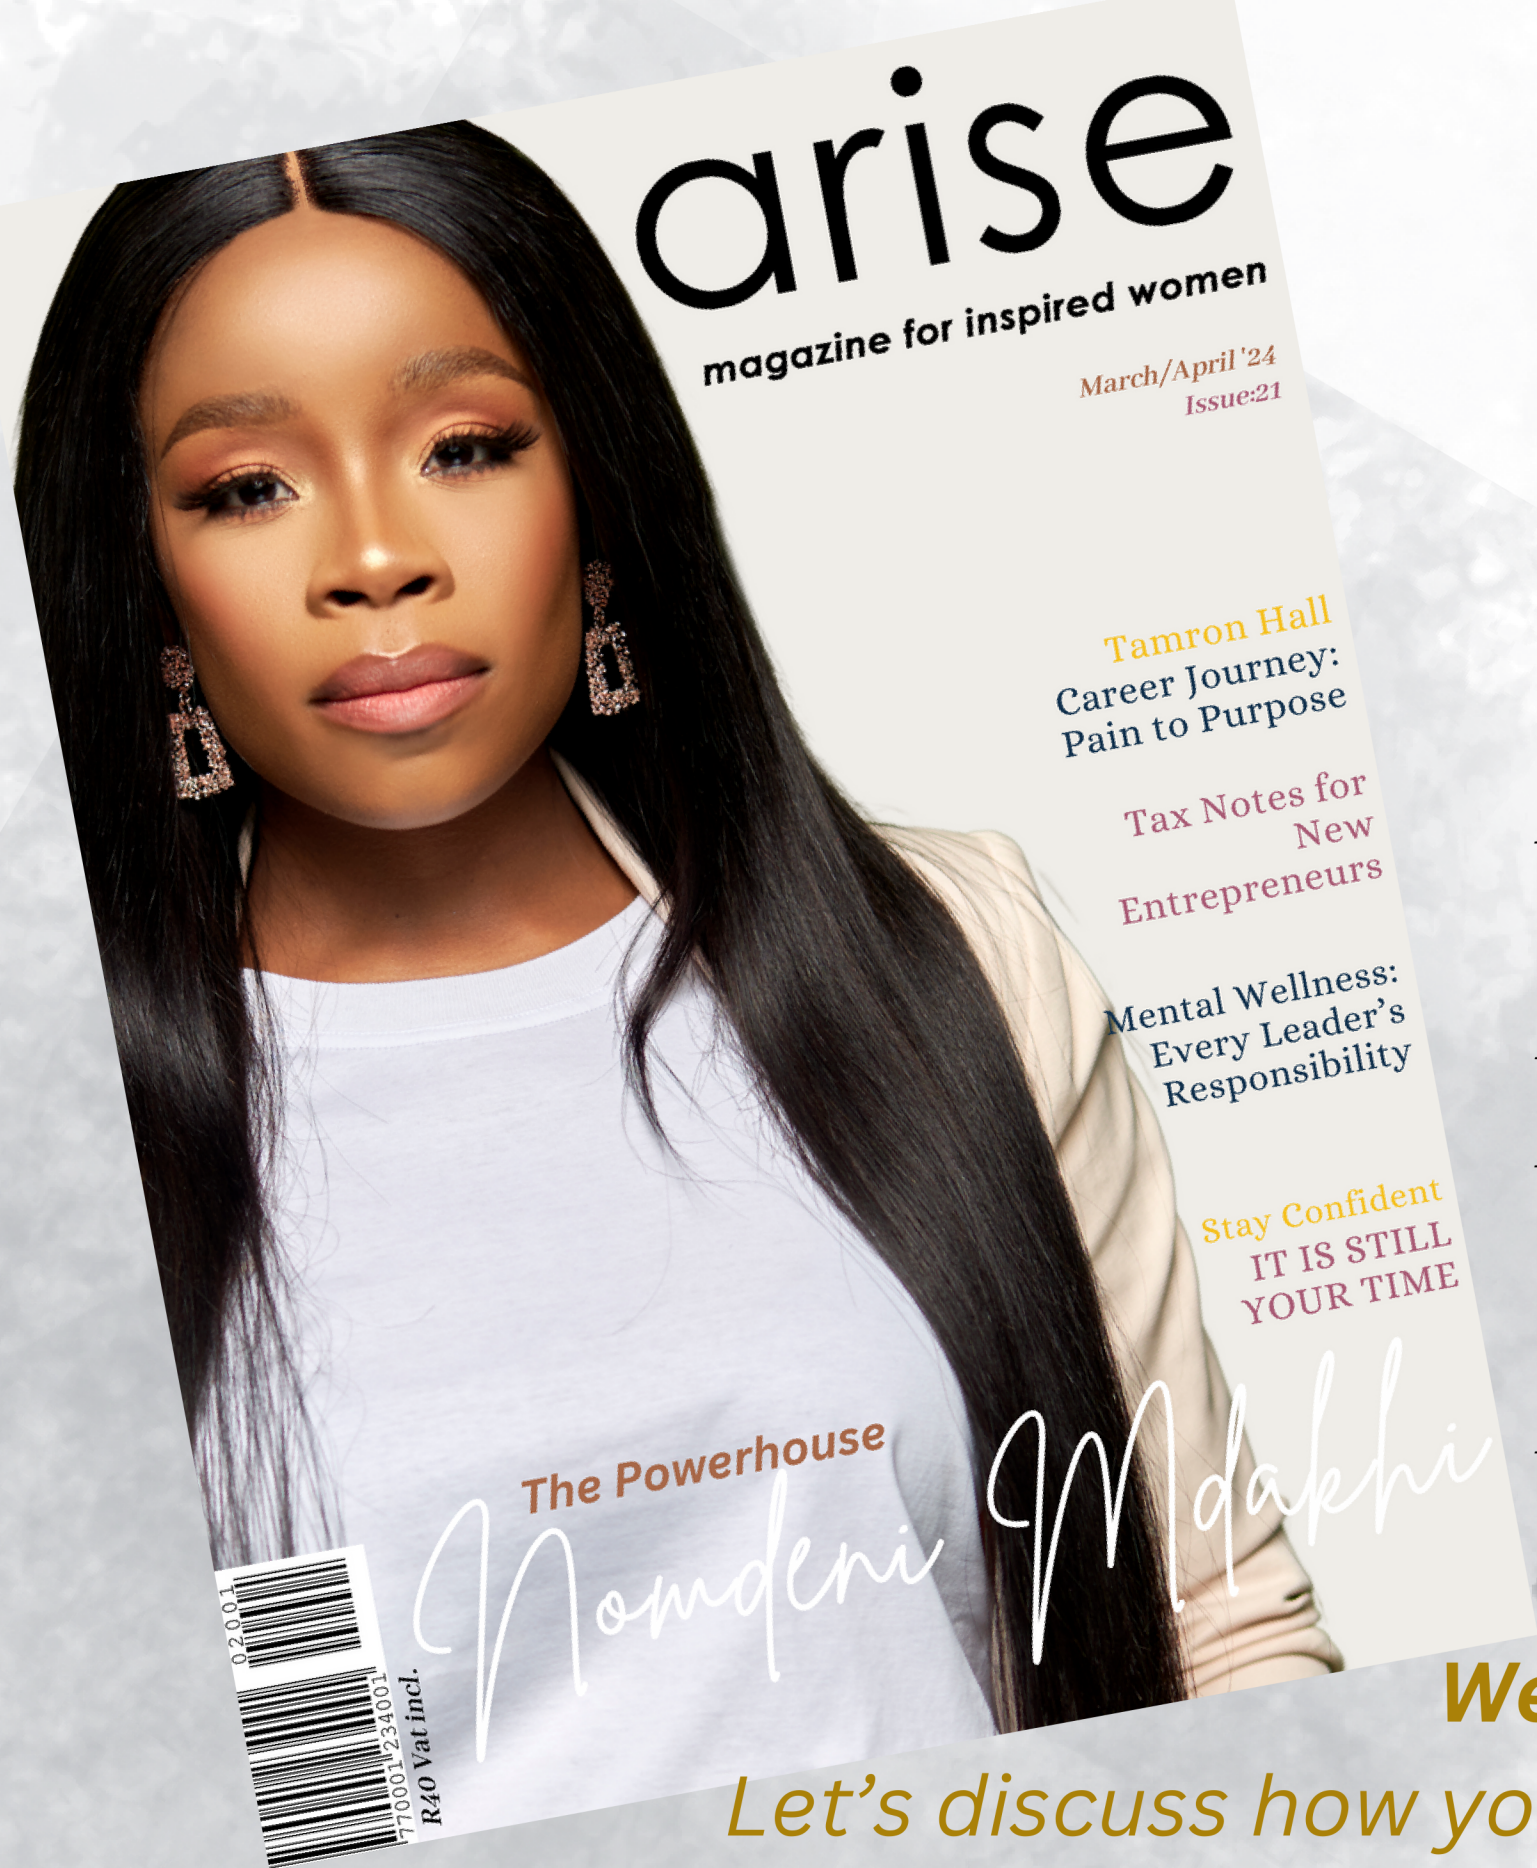 arise
magazine for inspired women
March/April '24
Issue:21
Tamron Hall
Career Journey:
Pain to Purpose
Tax Notes for
New
Entrepreneurs
Mental Wellness:
Every Leader’s
Responsibility
Stay Confident
IT IS STILL
YOUR TIME
The Powerhouse
Nomdeni Mdakhi
02001
770001 234001
R40 Vat incl.
We
Let’s discuss how yo